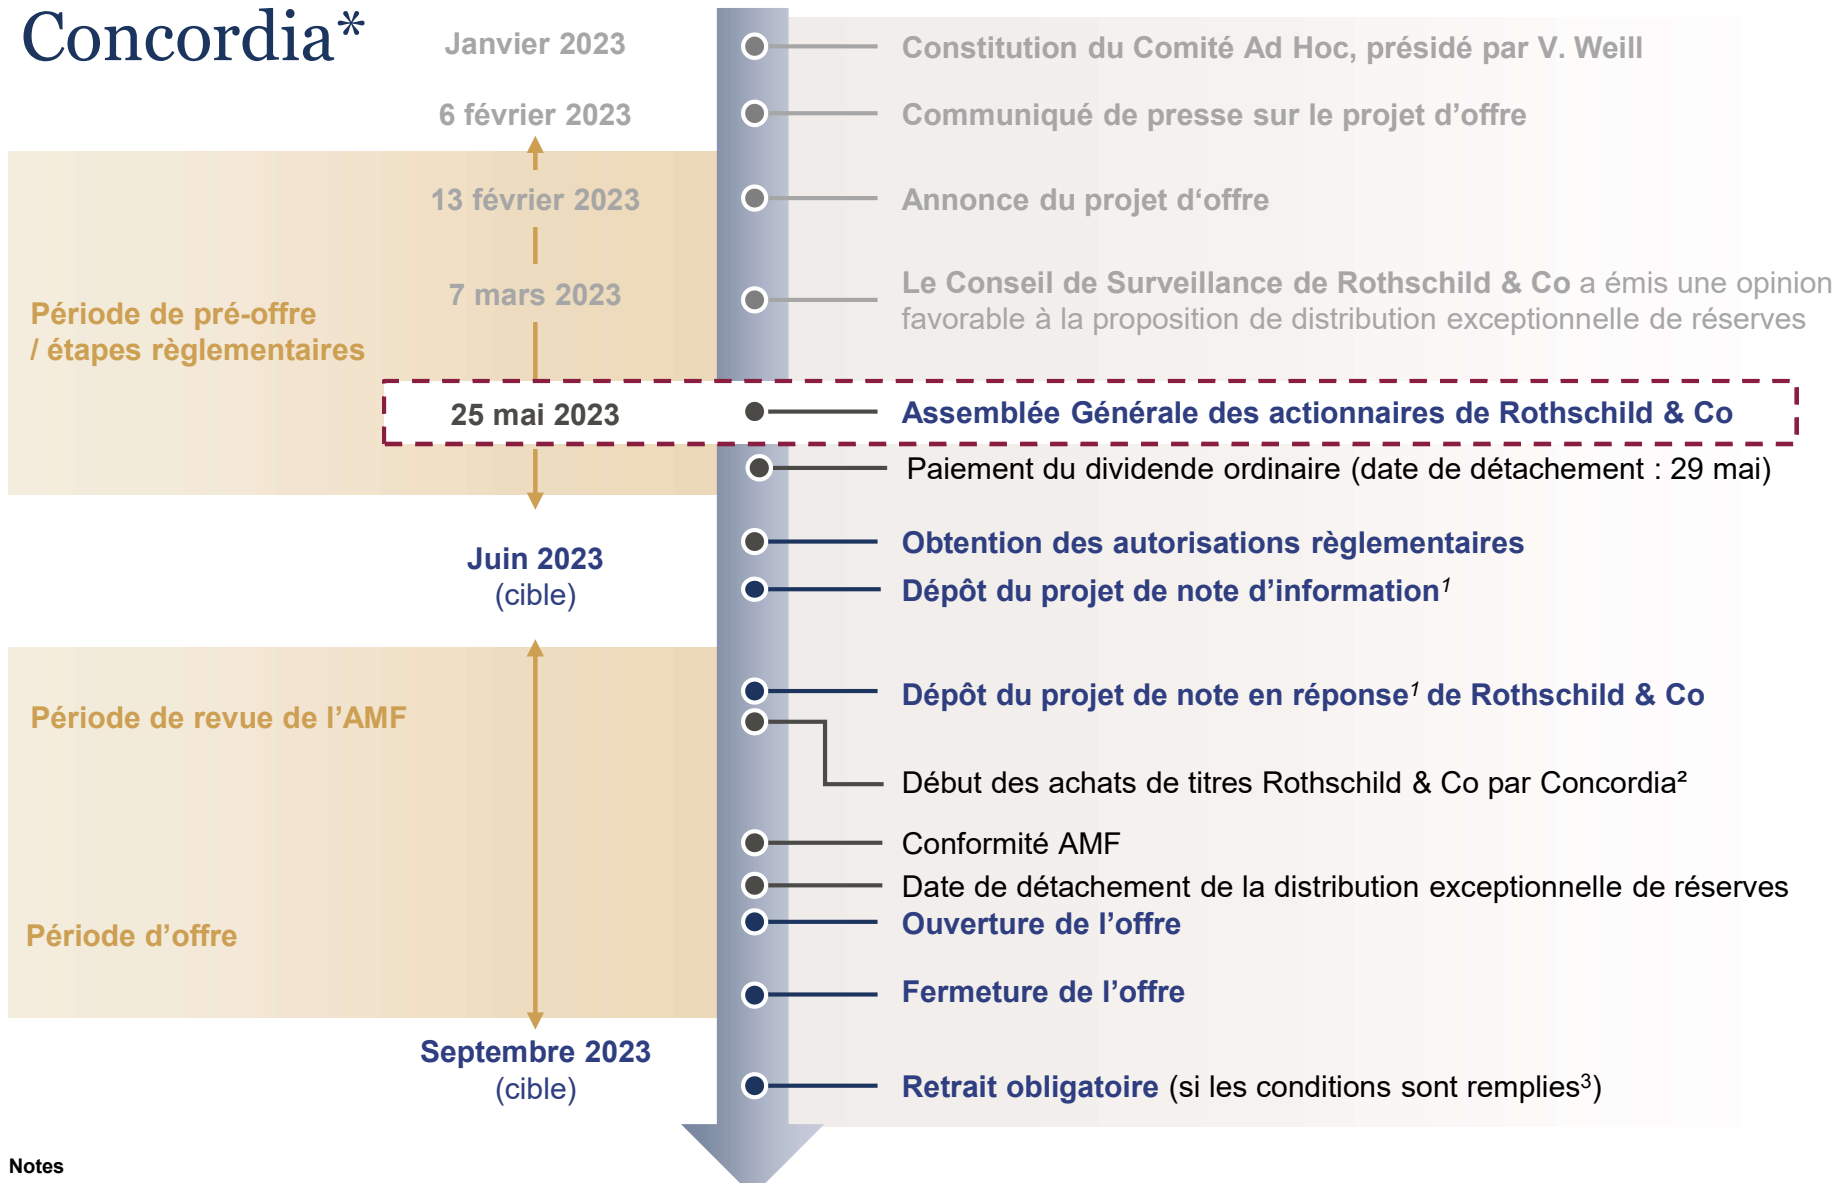 Concordia*
Janvier 2023
Constitution du Comité Ad Hoc, présidé par V. Weill
6 février 2023
Communiqué de presse sur le projet d’offre
13 février 2023
Annonce du projet d‘offre
7 mars 2023
Le Conseil de Surveillance de Rothschild & Co a émis une opinion
favorable à la proposition de distribution exceptionnelle de réserves
Période de pré-offre
/ étapes règlementaires
25 mai 2023
Assemblée Générale des actionnaires de Rothschild & Co
Paiement du dividende ordinaire (date de détachement : 29 mai)
Juin 2023
(cible)
Obtention des autorisations règlementaires
Dépôt du projet de note d’information¹
Période de revue de l’AMF
Dépôt du projet de note en réponse¹ de Rothschild & Co
Début des achats de titres Rothschild & Co par Concordia²
Conformité AMF
Date de détachement de la distribution exceptionnelle de réserves
Période d’offre
Ouverture de l’offre
Fermeture de l’offre
Septembre 2023
(cible)
Retrait obligatoire (si les conditions sont remplies³)
Notes